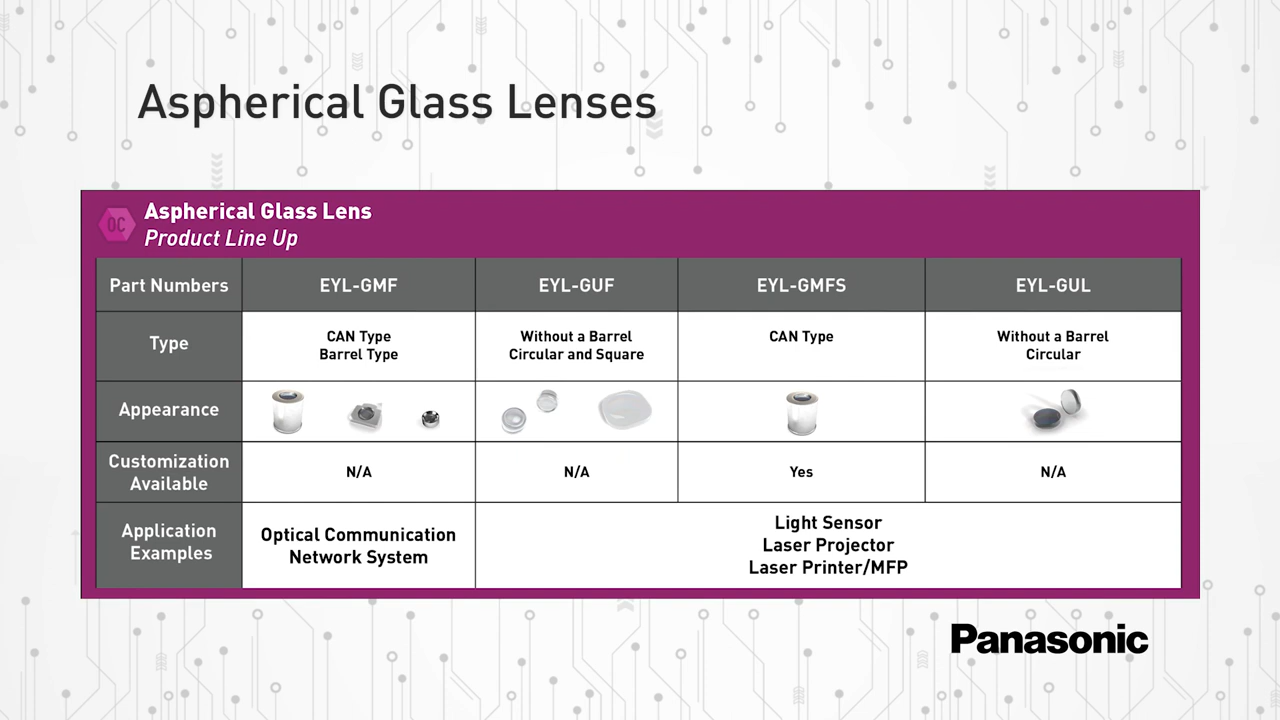 Aspherical Glass Lenses
OC
Aspherical Glass Lens
Product Line Up
Part Numbers EYL-GMF EYL-GUF EYL-GMFS EYL-GUL
Type
CAN Type
Barrel Type
Without a Barrel
Circular and Square
CAN Type
Without a Barrel
Circular
Appearance
Customization
Available
N/A N/A Yes N/A
Application
Examples
Optical Communication
Network System
Light Sensor
Laser Projector
Laser Printer/MFP
Panasonic